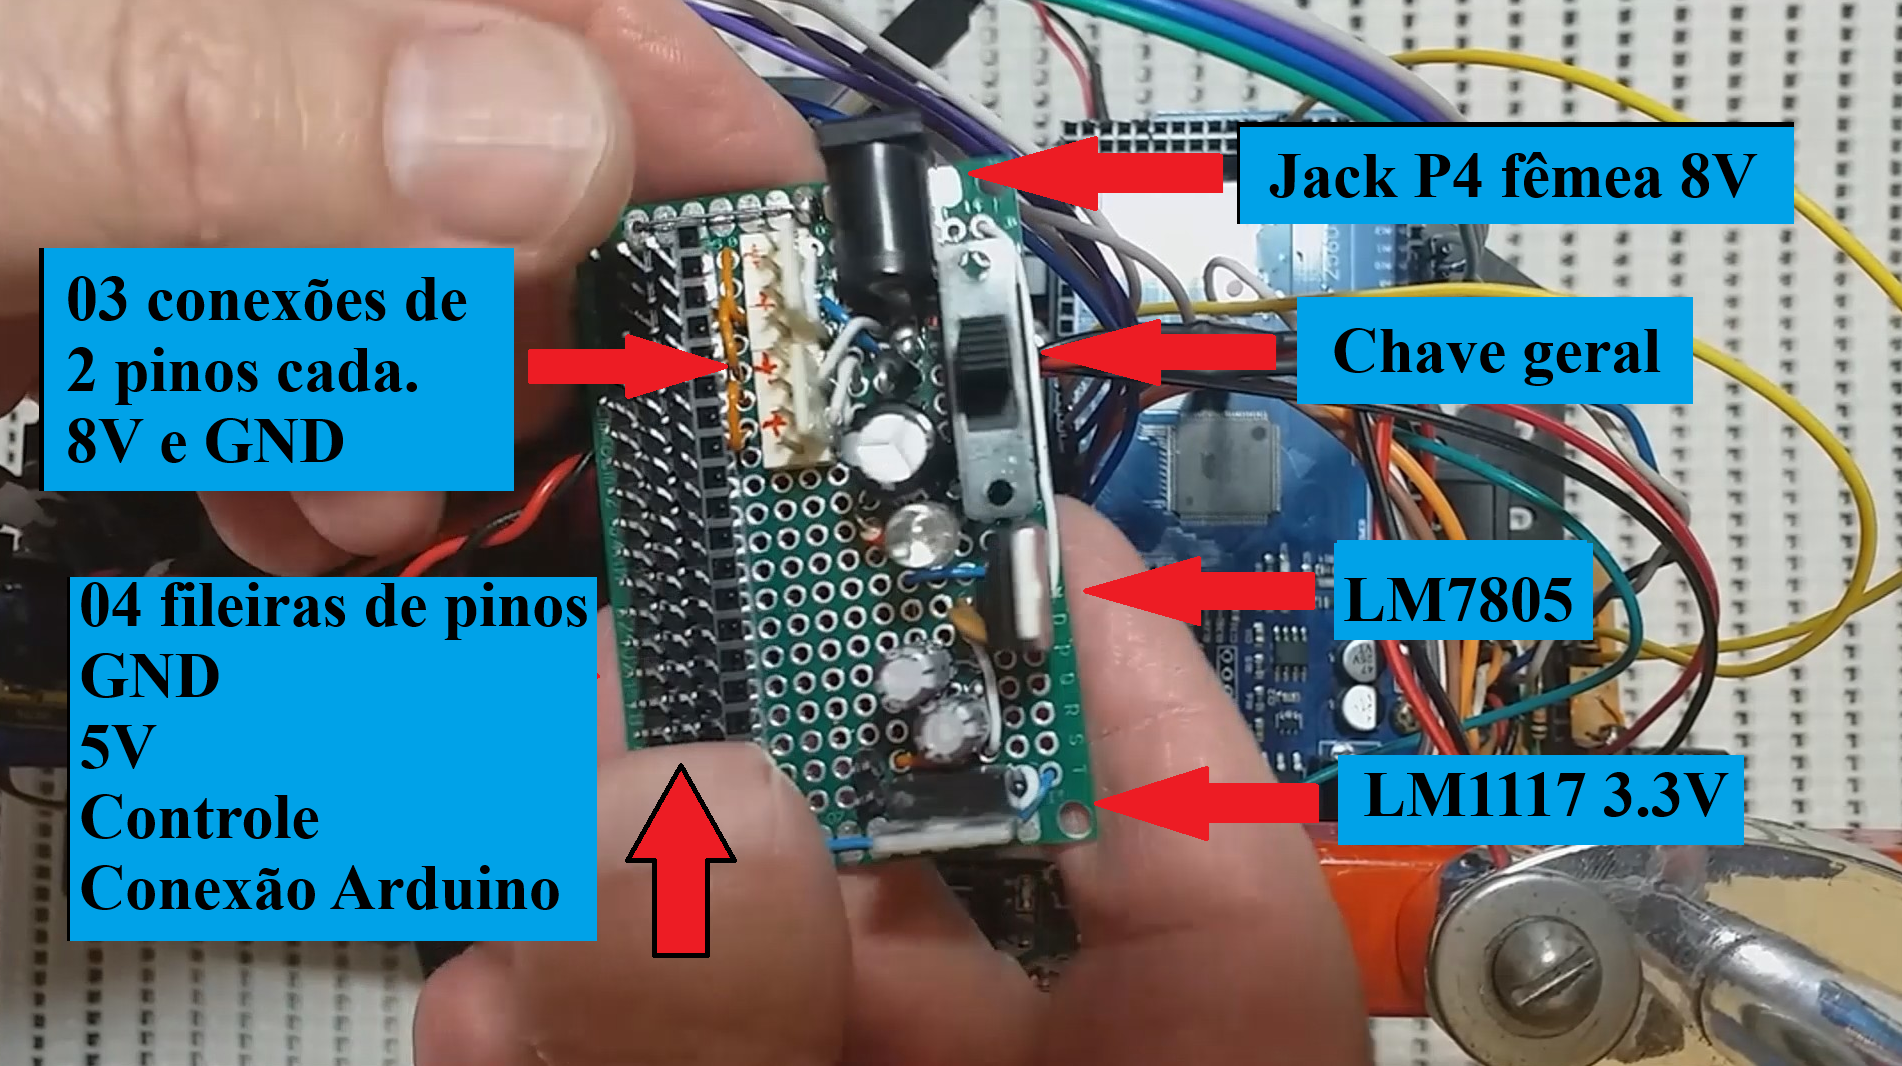 Jack P4 fêmea 8V
03 conexões de
2 pinos cada.
8V e GND
Chave geral
04 fileiras de pinos
GND
5V
Controle
Conexão Arduino
LM7805
LM1117 3.3V